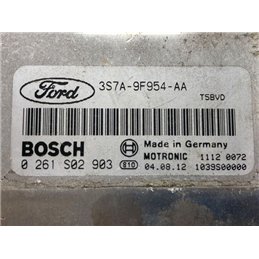 Ford 3S7A-9F954-AA
TSBVD
BOSCH Made in Germany
MOTRONIC 1112 0072
0 261 S02 903 S10 04.08.12 1039S00000